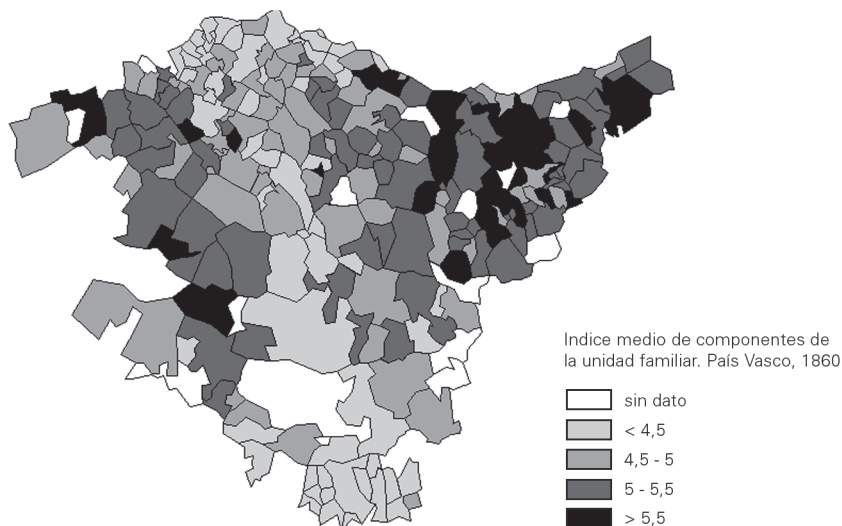 Indice medio de componentes de
la unidad familiar. País Vasco, 1860
sin dato
< 4,5
4,5 - 5
5 - 5,5
> 5,5